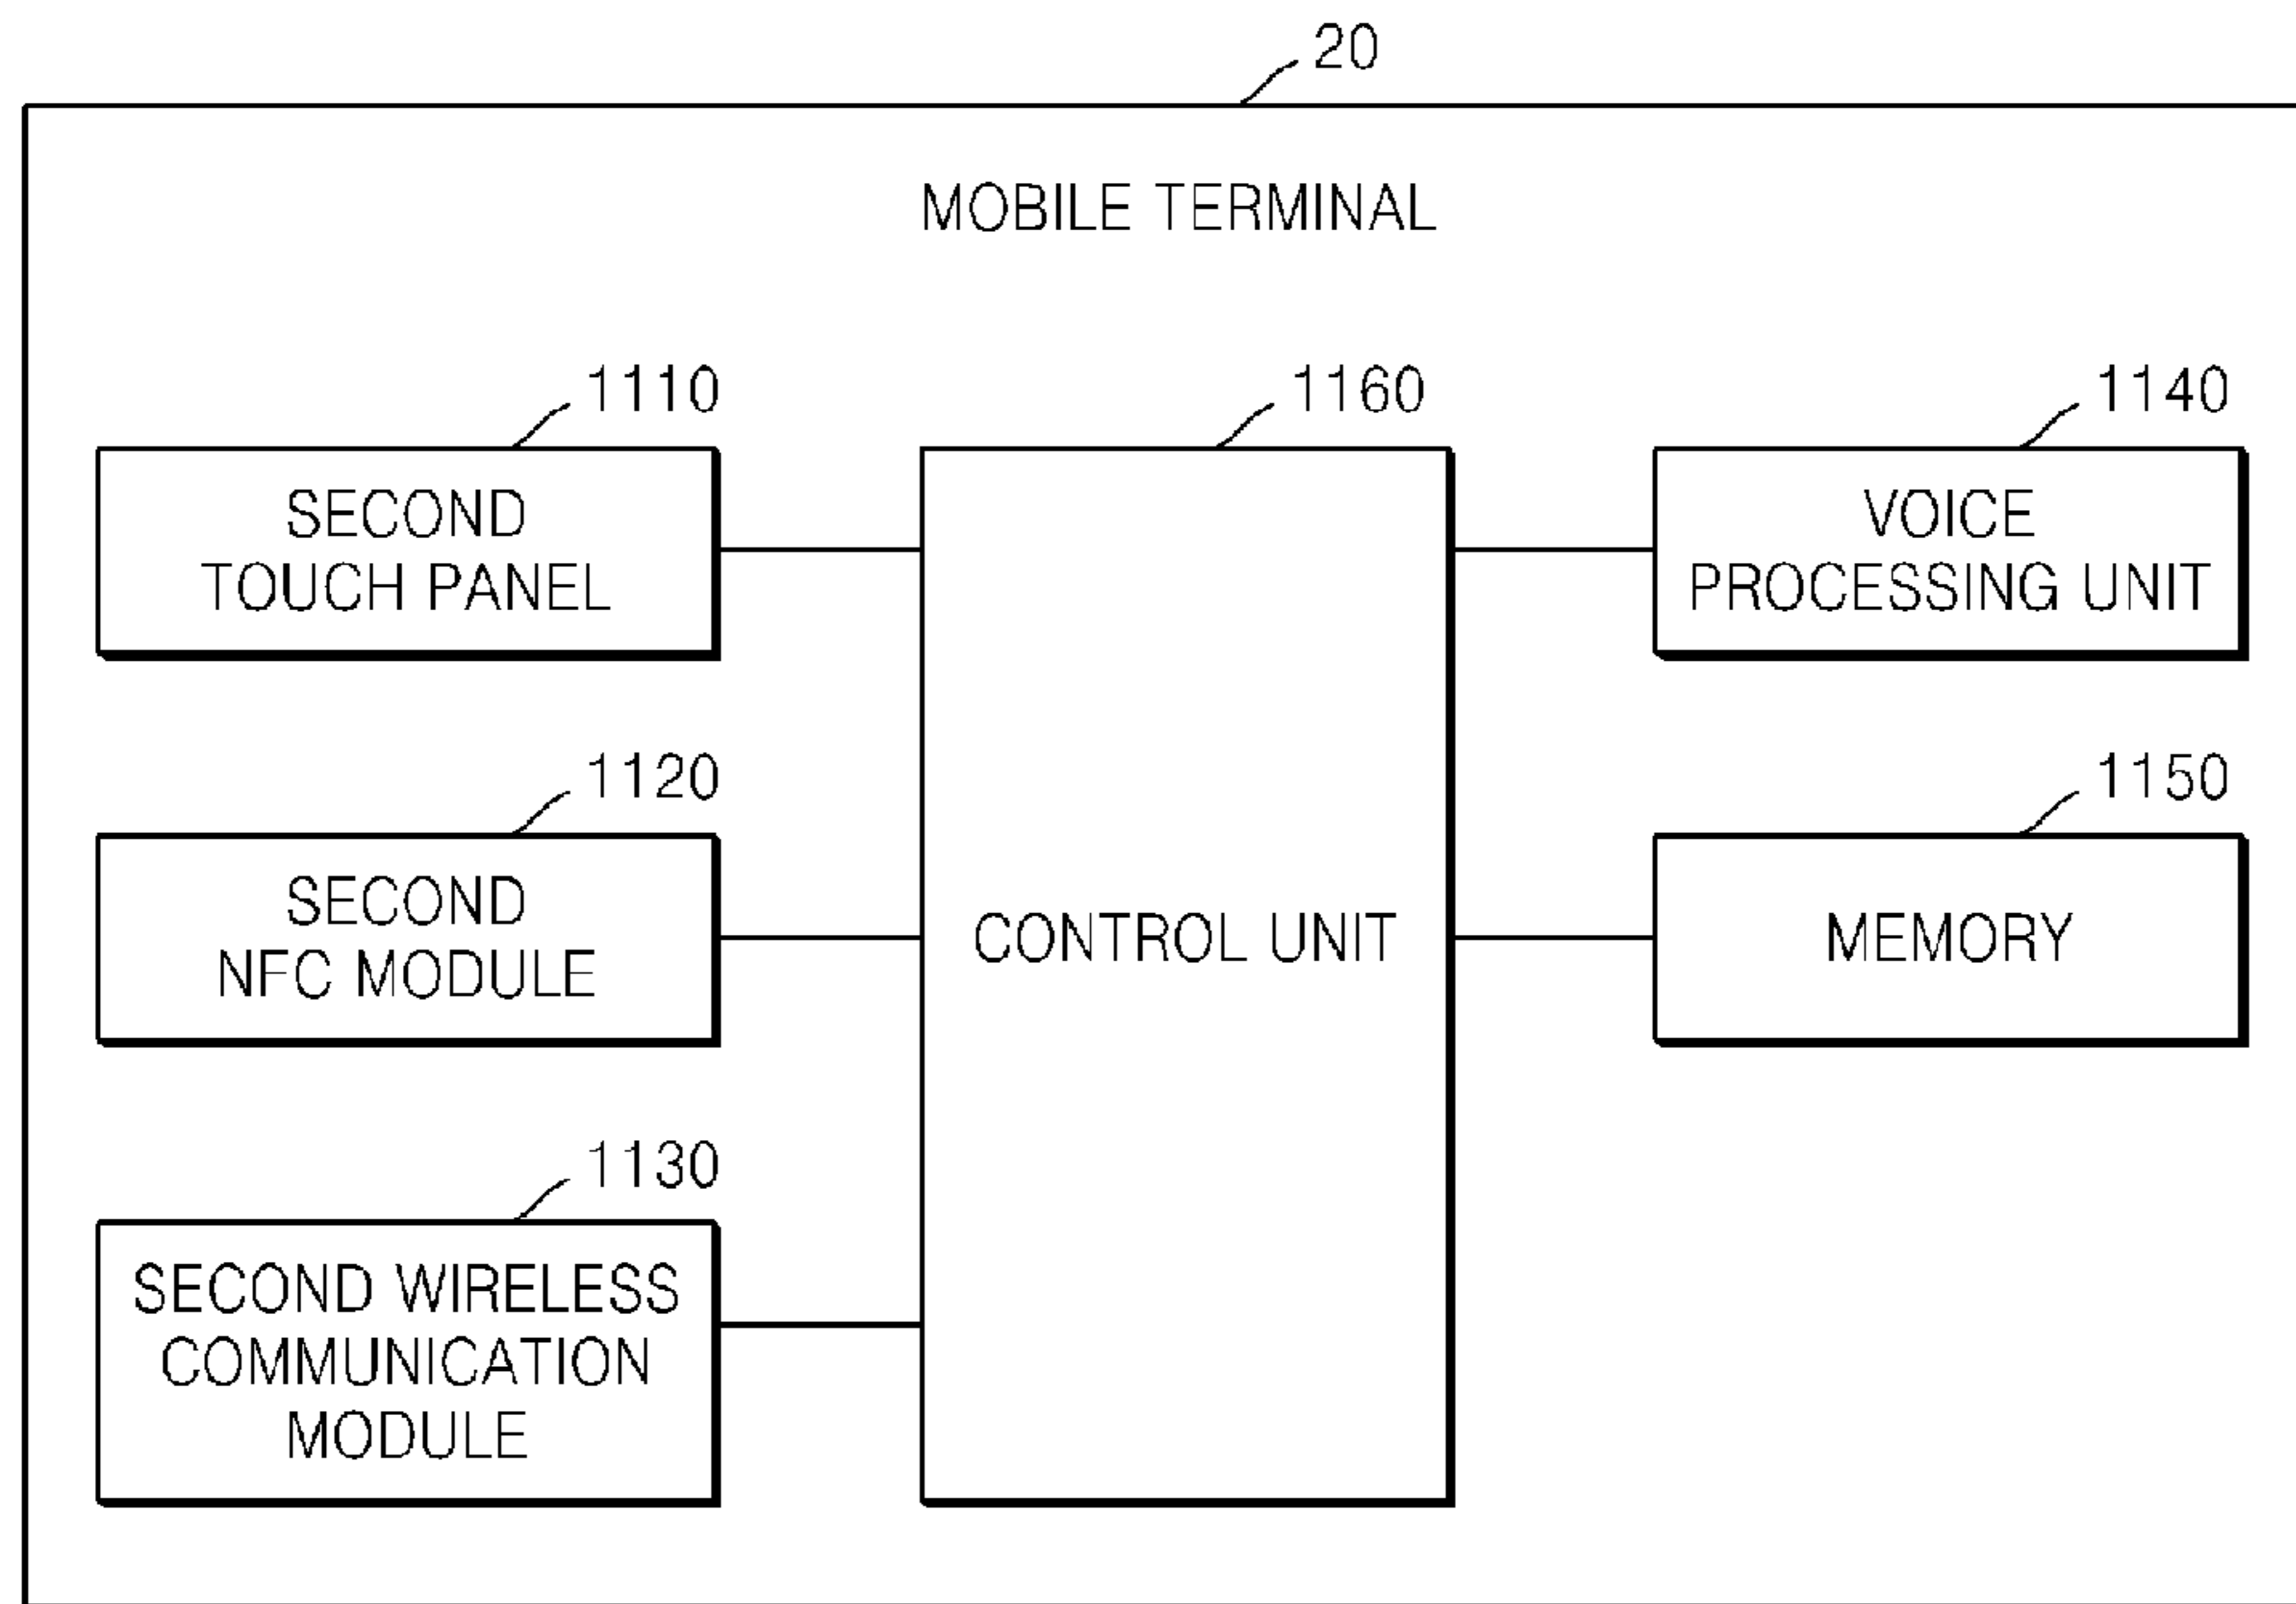 20
MOBILE TERMINAL
1110
1160
1140
SECOND
TOUCH PANEL
VOICE
PROCESSING UNIT
1120
1150
SECOND
NFC MODULE
CONTROL UNIT
MEMORY
1130
SECOND WIRELESS
COMMUNICATION
MODULE